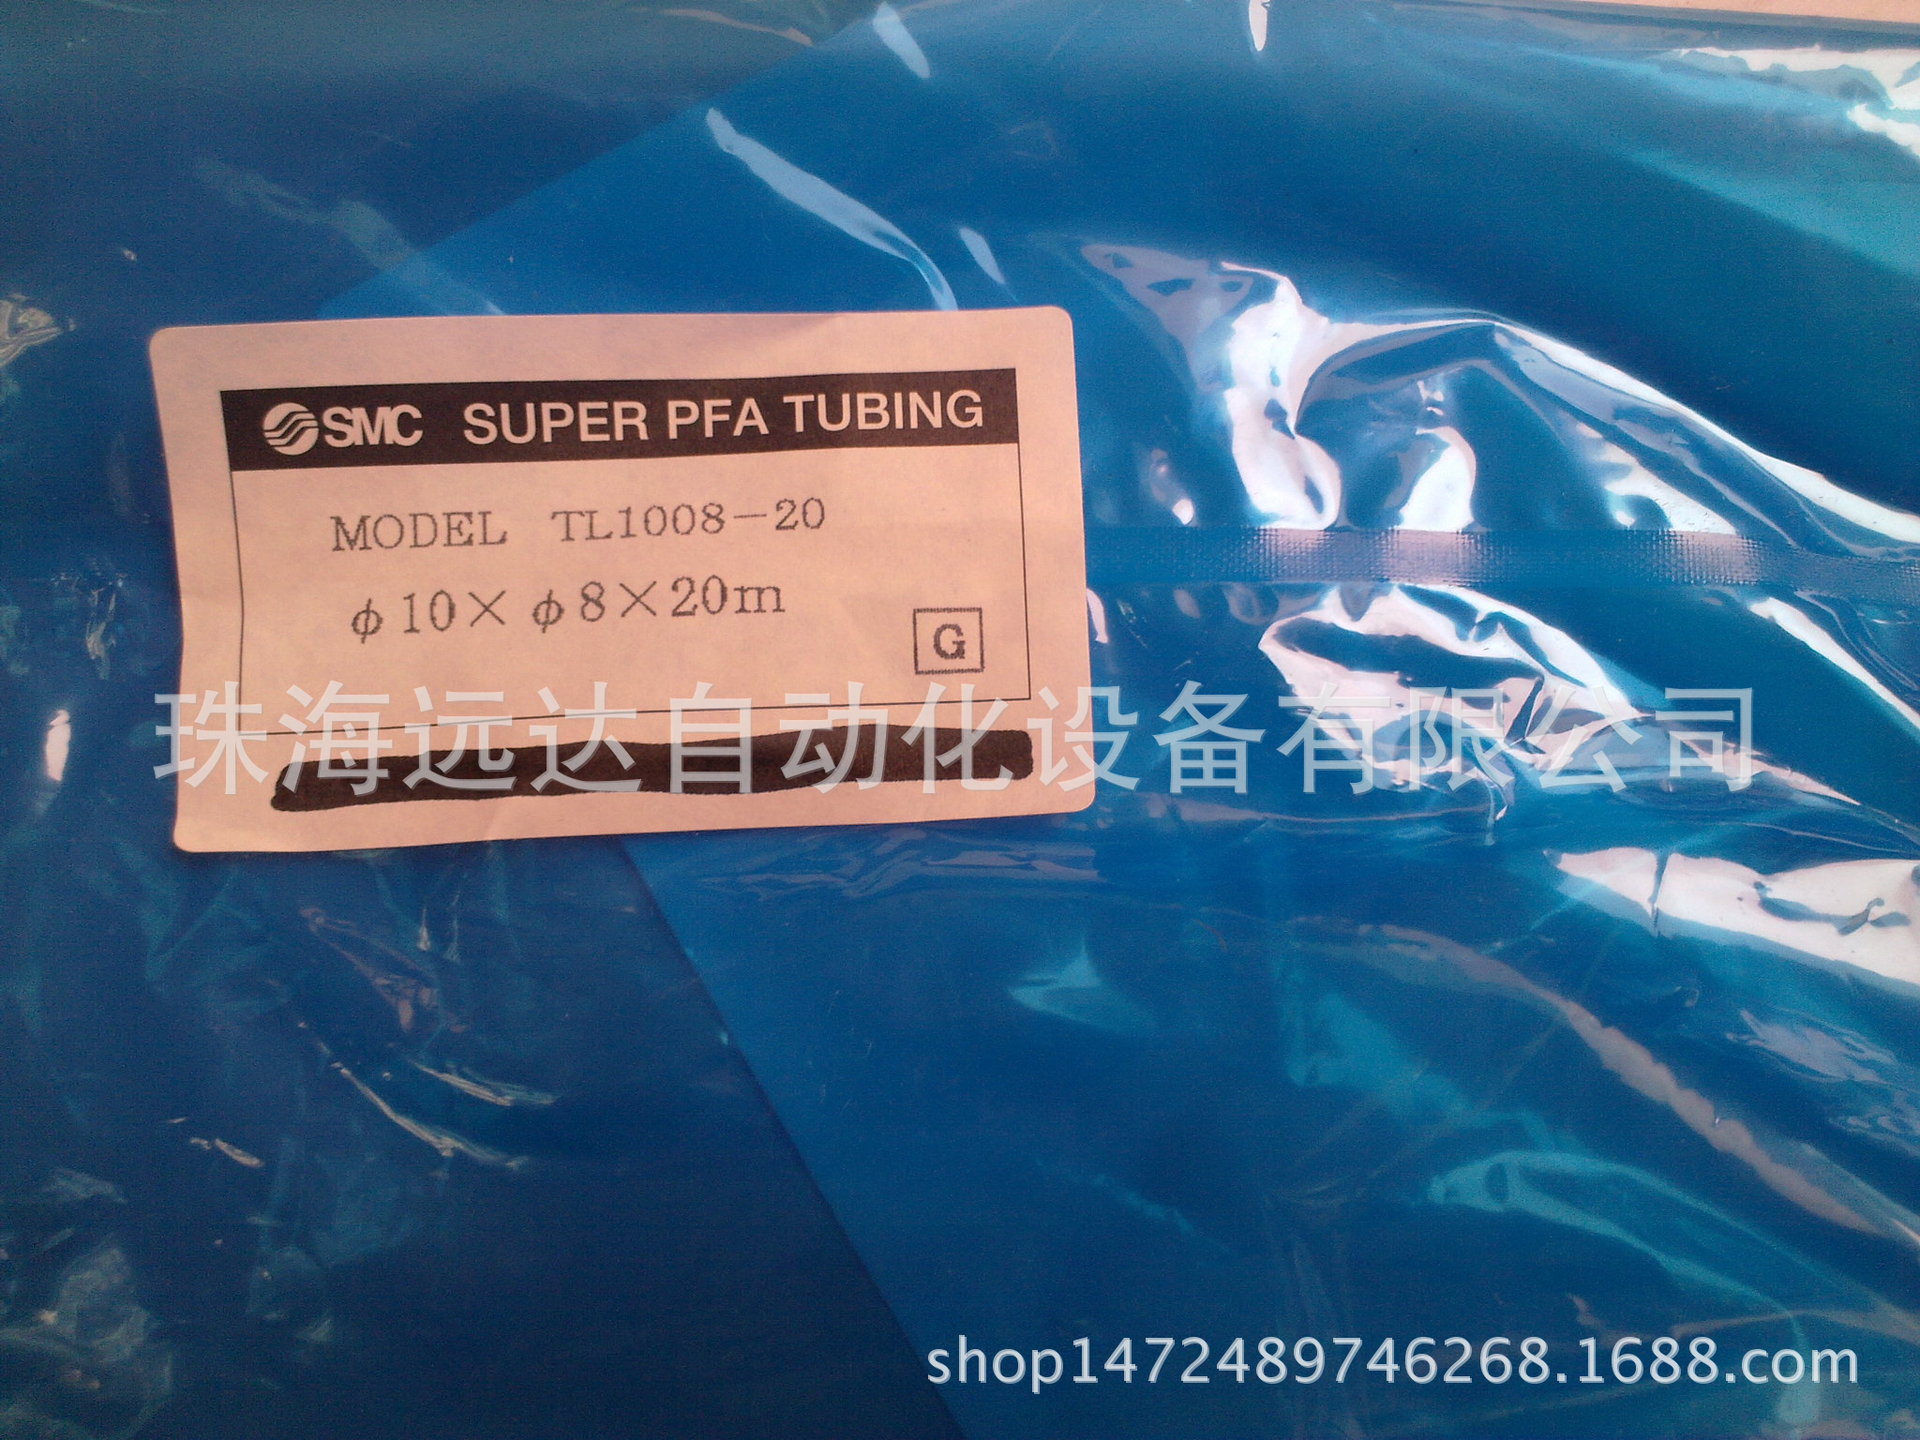 SMC SUPER PFA TUBING
MODEL TL1008-20
φ10×φ8×20m
G
珠海远达自动化设备有限公司
shop1472489746268.1688.com